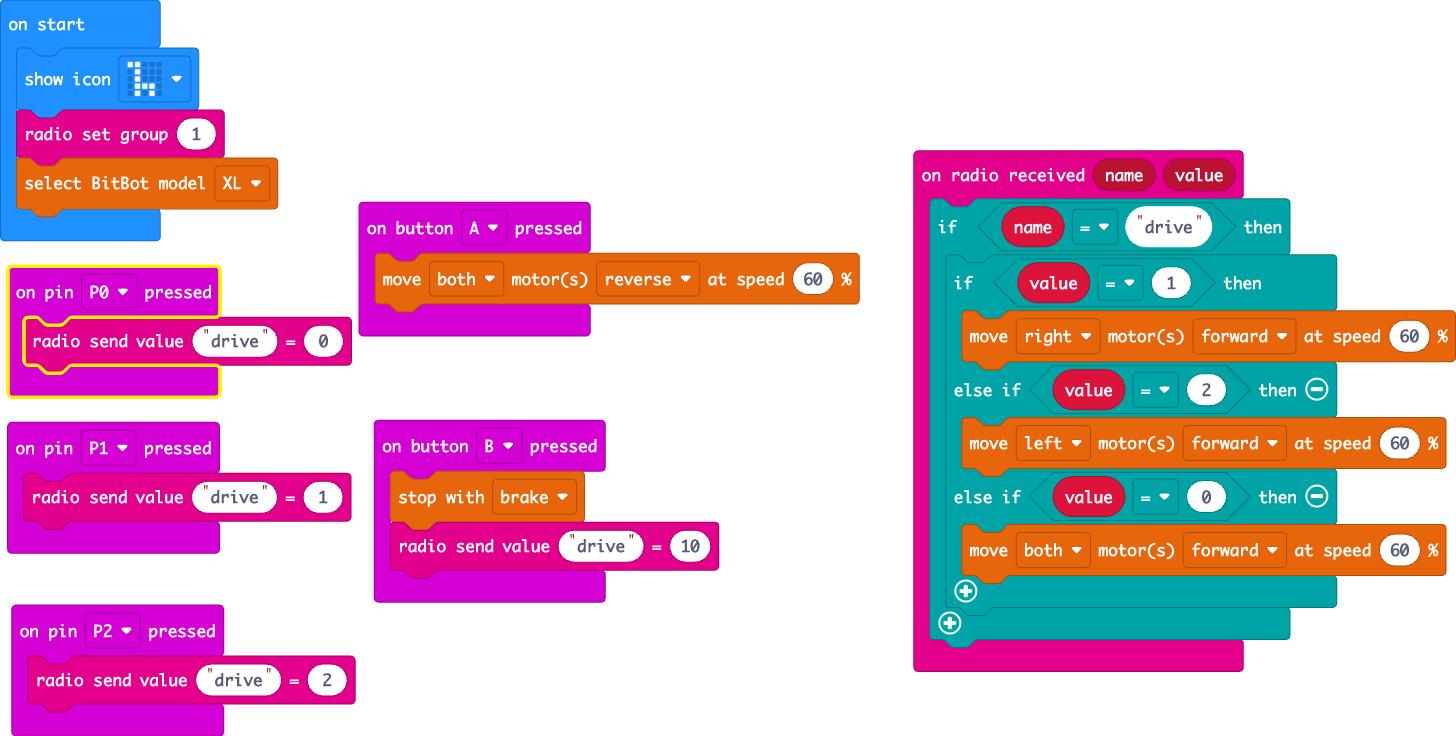 on start
show icon
radio set group 1
select BitBot model XL
on pin P0 pressed
radio send value "drive" = 0
on pin P1 pressed
radio send value "drive" = 1
on pin P2 pressed
radio send value "drive" = 2
on button A pressed
move both motor(s) reverse at speed 60 %
on button B pressed
stop with brake
radio send value "drive" = 10
on radio received name value
if name = "drive" then
if value = 1 then
move right motor(s) forward at speed 60 %
else if value = 2 then
move left motor(s) forward at speed 60 %
else if value = 0 then
move both motor(s) forward at speed 60 %